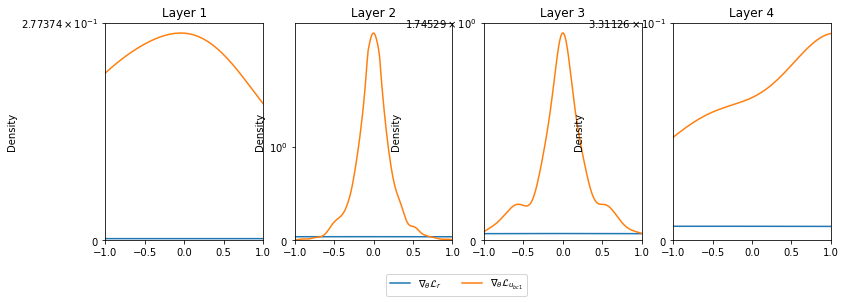 Layer 1
Layer 2
Layer 3
Layer 4
2.77374 × 10⁻¹
1.74529 × 10⁰
3.31126 × 10⁻¹
Density
Density
Density
Density
10⁰
0
0
0
0
−1.0 −0.5 0.0 0.5 1.0
−1.0 −0.5 0.0 0.5 1.0
−1.0 −0.5 0.0 0.5 1.0
−1.0 −0.5 0.0 0.5 1.0
∇θℒr
∇θℒu_bc1